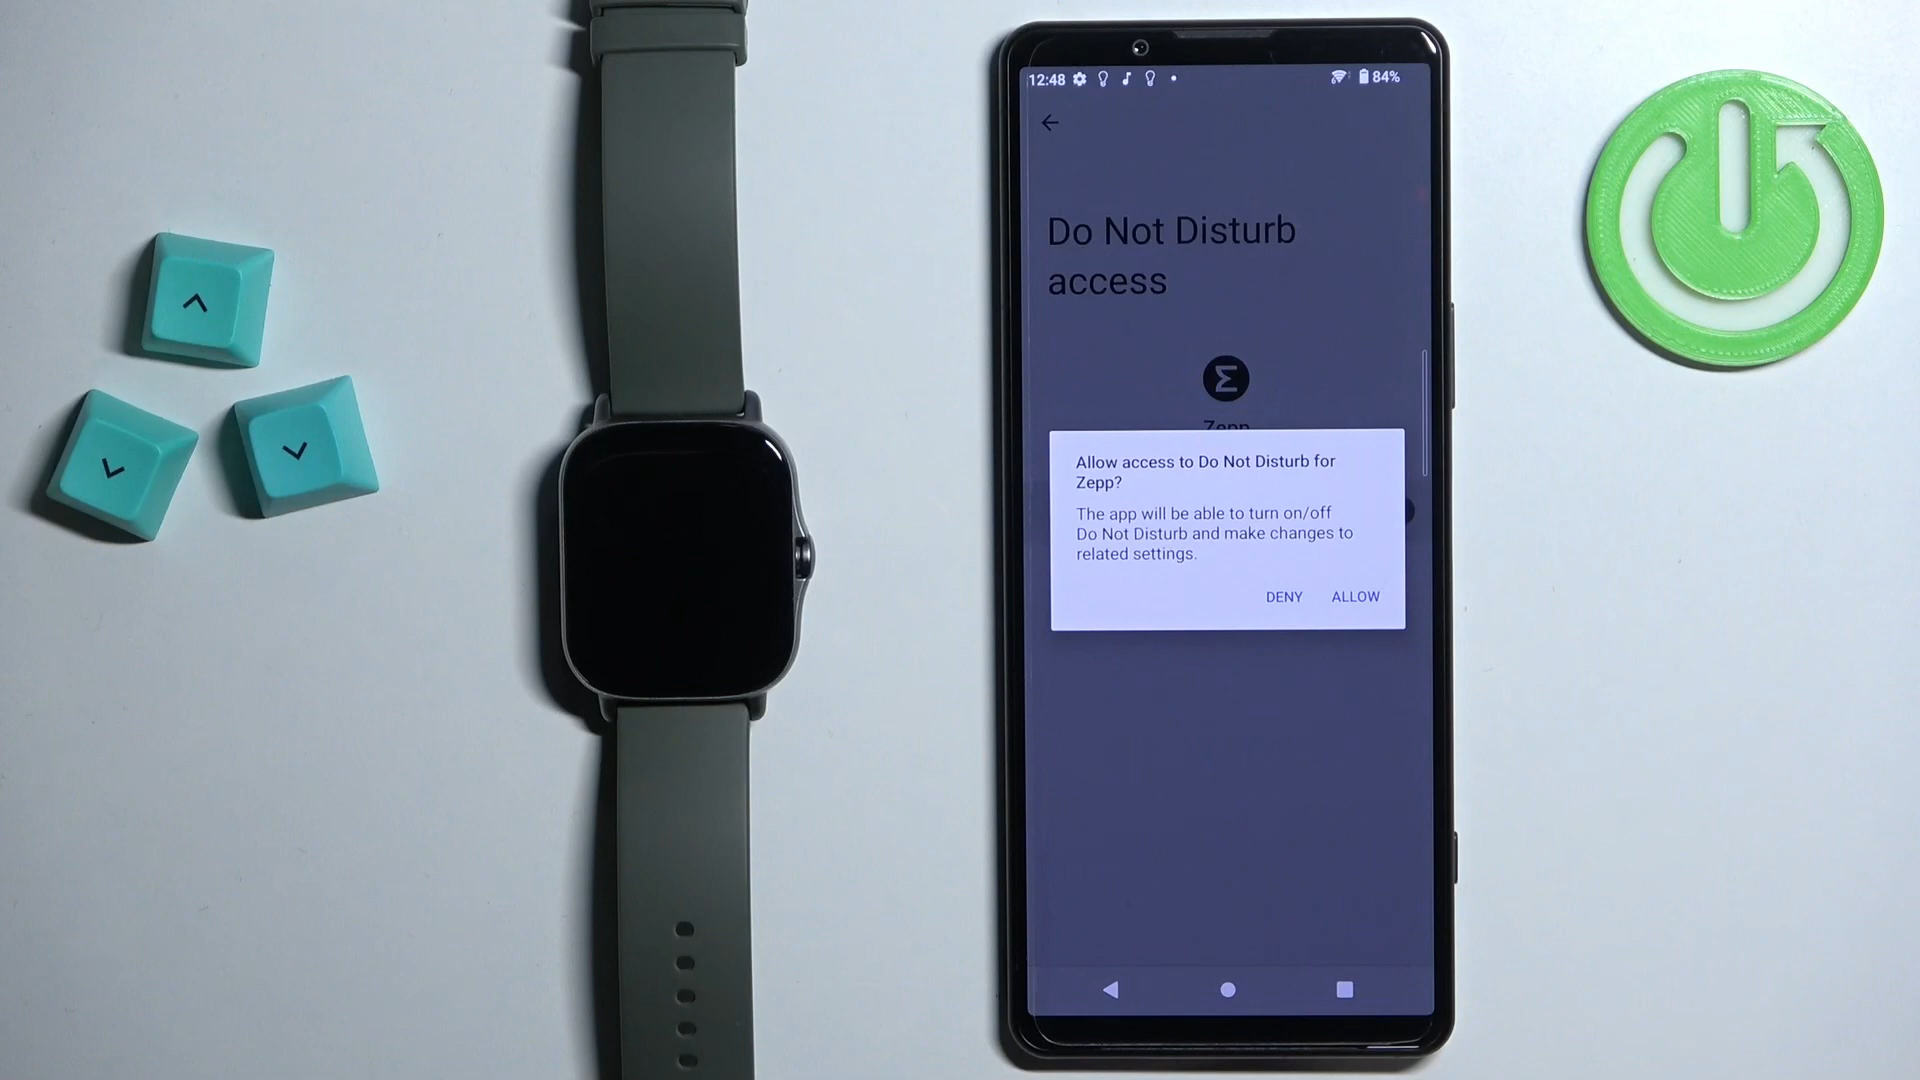 12:48
84%
Do Not Disturb
access
Zepp
Allow access to Do Not Disturb for
Zepp?
The app will be able to turn on/off
Do Not Disturb and make changes to
related settings.
DENY ALLOW